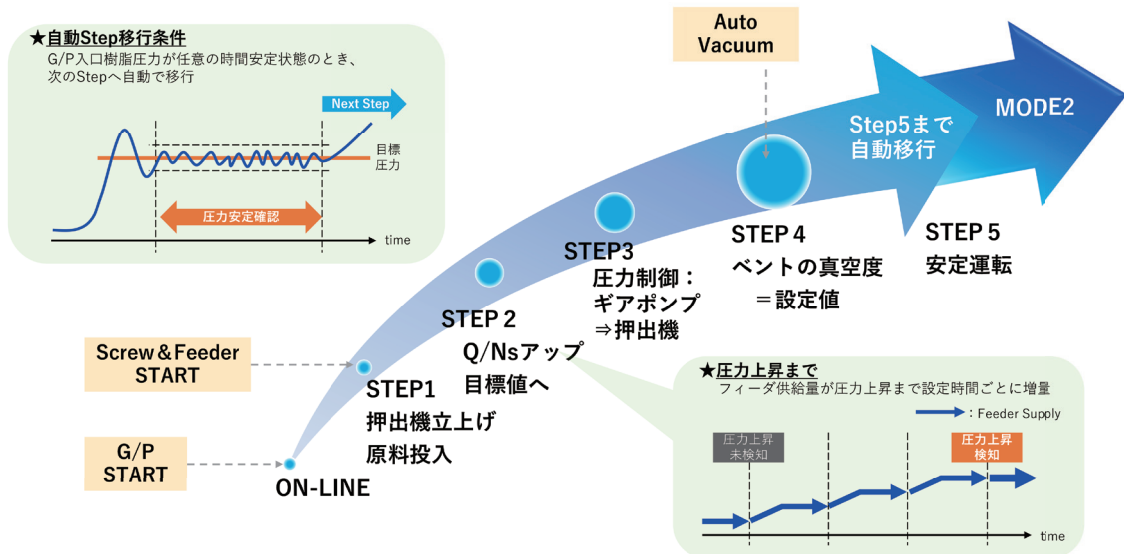 ★自動Step移行条件
G/P入口樹脂圧力が任意の時間安定状態のとき、
次のStepへ自動で移行
Next Step
目標
圧力
圧力安定確認
time
Auto
Vacuum
Step5まで
自動移行
MODE2
STEP 5
安定運転
STEP 4
ベントの真空度
＝設定値
STEP3
圧力制御：
ギアポンプ
⇒押出機
STEP 2
Q/Nsアップ
目標値へ
Screw＆Feeder
START
STEP1
押出機立上げ
原料投入
G/P
START
ON-LINE
★圧力上昇まで
フィーダ供給量が圧力上昇まで設定時間ごとに増量
：Feeder Supply
圧力上昇
未検知
圧力上昇
検知
time